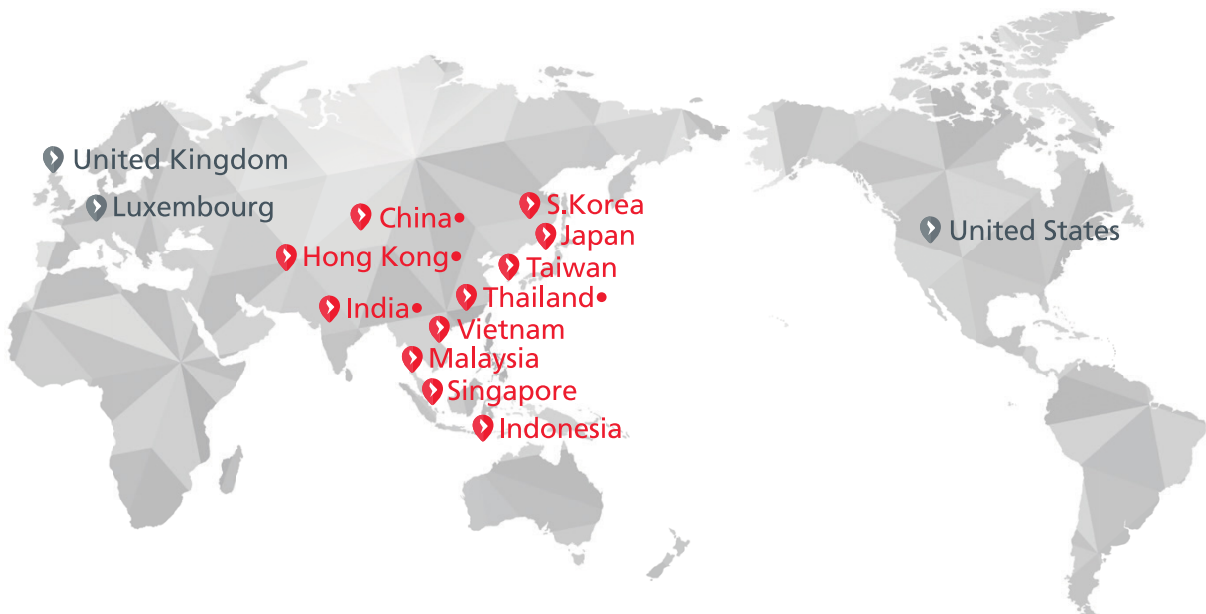 United Kingdom
Luxembourg
China•
S.Korea
Japan
United States
Hong Kong•
Taiwan
Thailand•
India•
Vietnam
Malaysia
Singapore
Indonesia